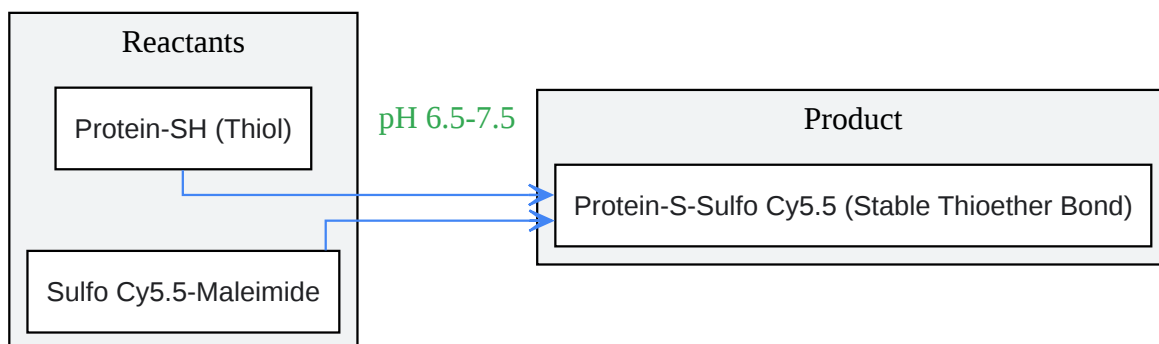 Reactants
Protein-SH (Thiol)
Sulfo Cy5.5-Maleimide
pH 6.5-7.5
Product
Protein-S-Sulfo Cy5.5 (Stable Thioether Bond)